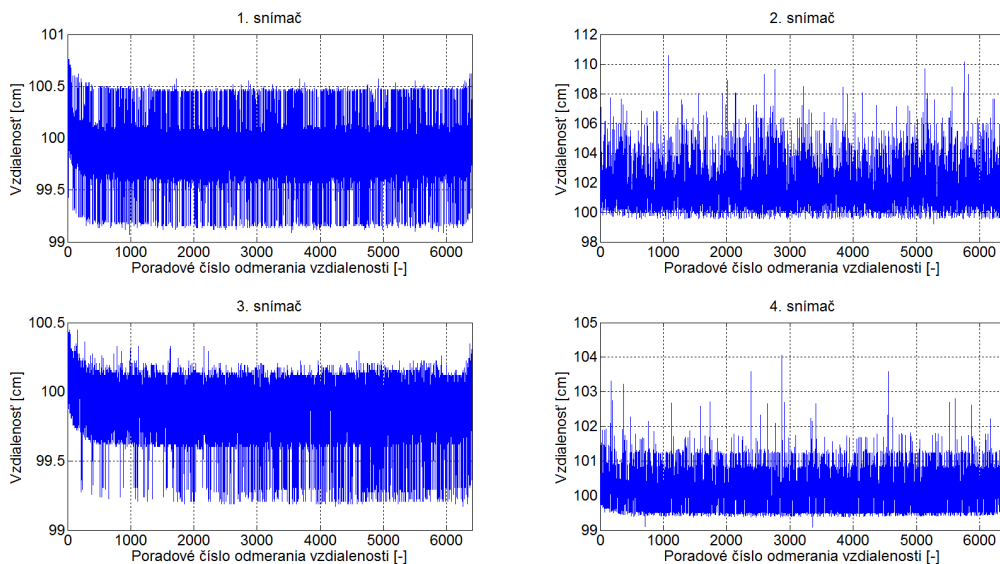 1. snímač
Vzdialenosť [cm]
101
100.5
100
99.5
99
0 1000 2000 3000 4000 5000 6000
Poradové číslo odmerania vzdialenosti [-]
2. snímač
Vzdialenosť [cm]
112
110
108
106
104
102
100
98
0 1000 2000 3000 4000 5000 6000
Poradové číslo odmerania vzdialenosti [-]
3. snímač
Vzdialenosť [cm]
100.5
100
99.5
99
0 1000 2000 3000 4000 5000 6000
Poradové číslo odmerania vzdialenosti [-]
4. snímač
Vzdialenosť [cm]
105
104
103
102
101
100
99
0 1000 2000 3000 4000 5000 6000
Poradové číslo odmerania vzdialenosti [-]